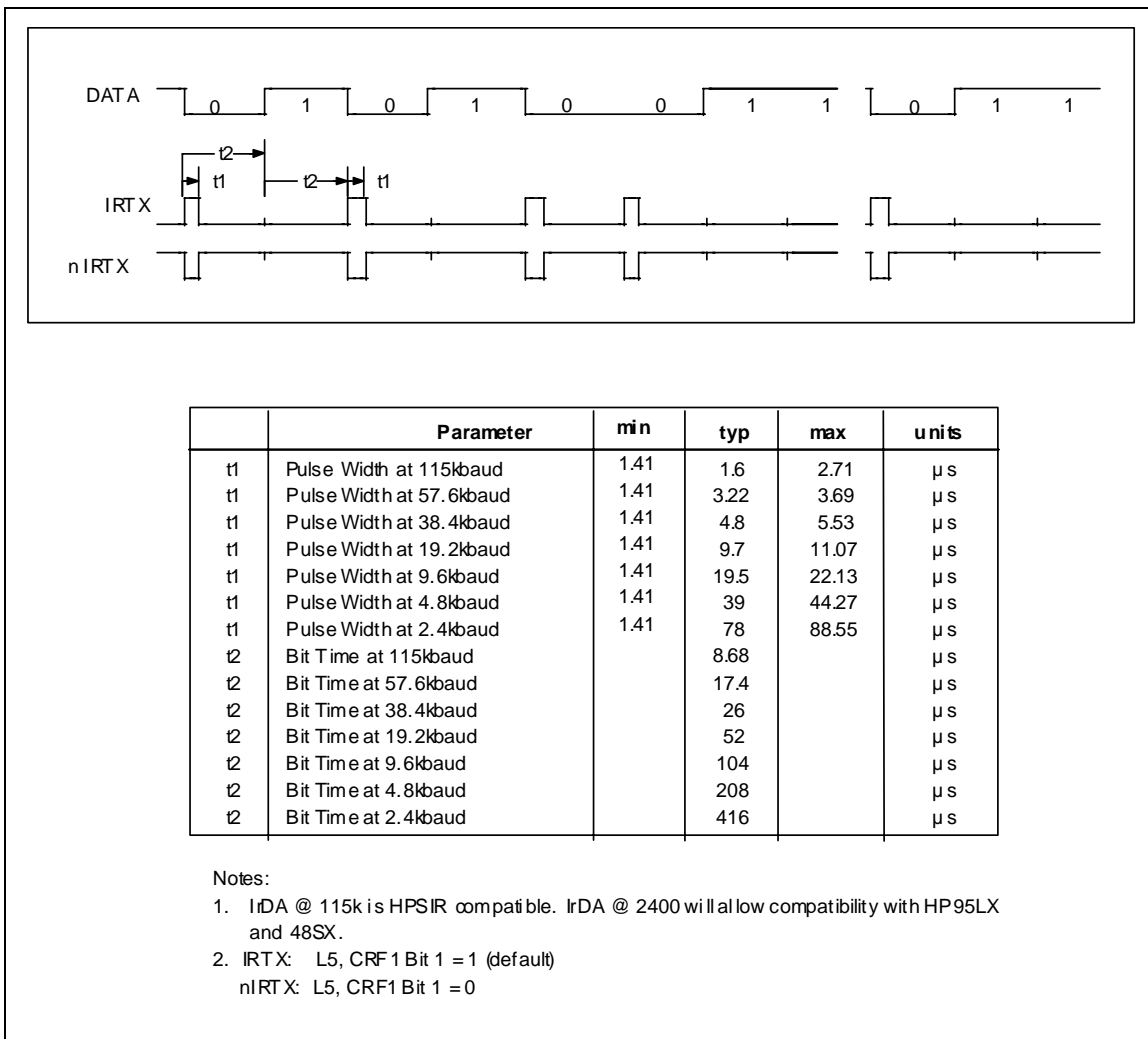 DATA
0 1 0 1 0 0 1 1 0 1 1
t2
t1 t2 t1
IRTX
nIRTX
Parameter min typ max units
t1 Pulse Width at 115kbaud 1.41 1.6 2.71 µs
t1 Pulse Width at 57.6kbaud 1.41 3.22 3.69 µs
t1 Pulse Width at 38.4kbaud 1.41 4.8 5.53 µs
t1 Pulse Width at 19.2kbaud 1.41 9.7 11.07 µs
t1 Pulse Width at 9.6kbaud 1.41 19.5 22.13 µs
t1 Pulse Width at 4.8kbaud 1.41 39 44.27 µs
t1 Pulse Width at 2.4kbaud 1.41 78 88.55 µs
t2 Bit Time at 115kbaud 8.68 µs
t2 Bit Time at 57.6kbaud 17.4 µs
t2 Bit Time at 38.4kbaud 26 µs
t2 Bit Time at 19.2kbaud 52 µs
t2 Bit Time at 9.6kbaud 104 µs
t2 Bit Time at 4.8kbaud 208 µs
t2 Bit Time at 2.4kbaud 416 µs
Notes:
1. IrDA @ 115k is HPSIR compatible. IrDA @ 2400 will allow compatibility with HP95LX
and 48SX.
2. IRTX: L5, CRF1 Bit 1 = 1 (default)
nIRTX: L5, CRF1 Bit 1 = 0